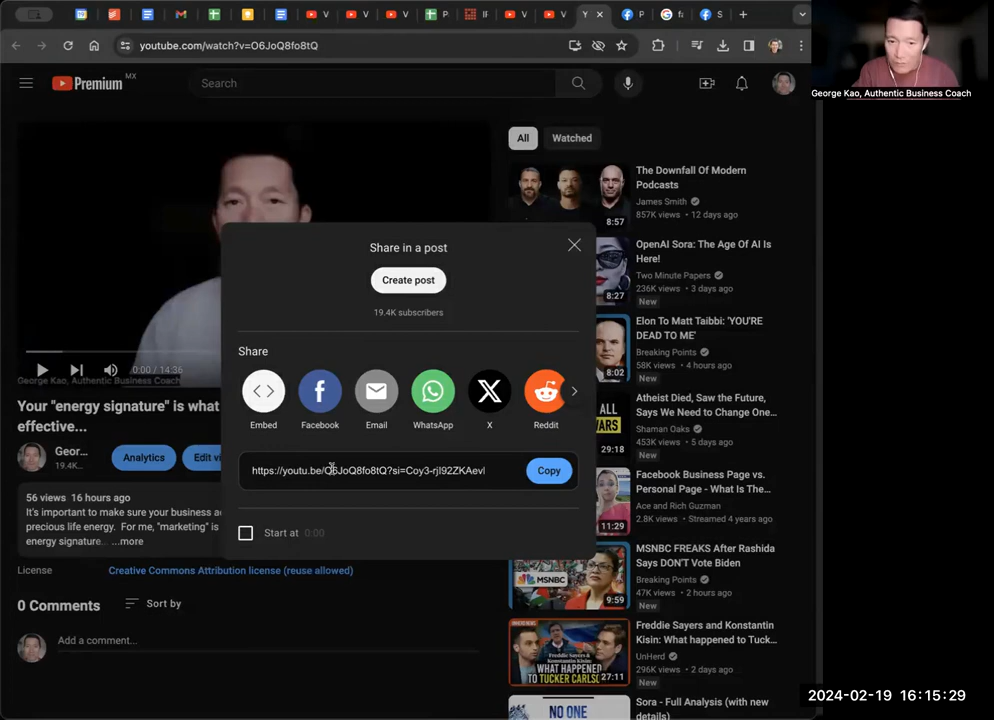 youtube.com/watch?v=O6JoQ8fo8tQ
Premium
MX
Search
George Kao, Authentic Business Coach
All
Watched
Share in a post
Create post
19.4K subscribers
Share
Embed
Facebook
Email
WhatsApp
X
Reddit
Copy
Start at
0:00
0:00 / 14:36
George Kao, Authentic Business Coach
Your "energy signature" is what
effective...
Geor...
19.4K...
Analytics
Edit vi
56 views 16 hours ago
It's important to make sure your business a
precious life energy. For me, "marketing" is
energy signature... ...more
License
Creative Commons Attribution license (reuse allowed)
0 Comments
Sort by
Add a comment...
The Downfall Of Modern
Podcasts
James Smith
857K views • 12 days ago
8:57
OpenAI Sora: The Age Of AI Is
Here!
Two Minute Papers
236K views • 3 days ago
New
8:27
Elon To Matt Taibbi: 'YOU'RE
DEAD TO ME'
Breaking Points
58K views • 4 hours ago
New
8:02
Atheist Died, Saw the Future,
Says We Need to Change One...
Shaman Oaks
453K views • 5 days ago
29:18
Facebook Business Page vs.
Personal Page - What Is The...
Ace and Rich Guzman
2.8K views • Streamed 4 years ago
11:29
MSNBC FREAKS After Rashida
Says DON'T Vote Biden
Breaking Points
47K views • 2 hours ago
New
MSNBC
9:59
Freddie Sayers and Konstantin
Kisin: What happened to Tuck...
UnHerd
296K views • 2 days ago
New
WHAT HAPPENED
TO TUCKER CARLSO
27:11
Sora - Full Analysis (with new
details)
NO ONE
2024-02-19 16:15:29